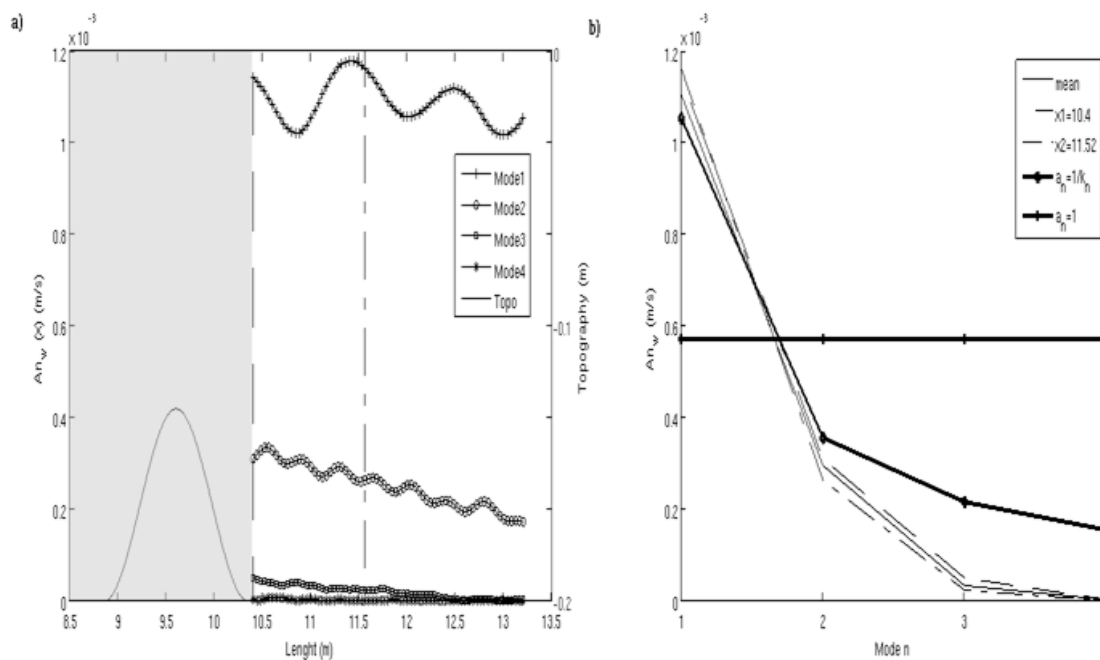 a)
×10
-3
1.2
1
0.8
0.6
0.4
0.2
0
An_w (x) (m/s)
8.5 9 9.5 10 10.5 11 11.5 12 12.5 13 13.5
Lenght (m)
0
-0.1
-0.2
Topography (m)
Mode1
Mode2
Mode3
Mode4
Topo
b)
×10
-3
1.2
1
0.8
0.6
0.4
0.2
0
An_w (m/s)
1 2 3
Mode n
mean
x1=10.4
x2=11.52
a_n=1/k_n
a_n=1